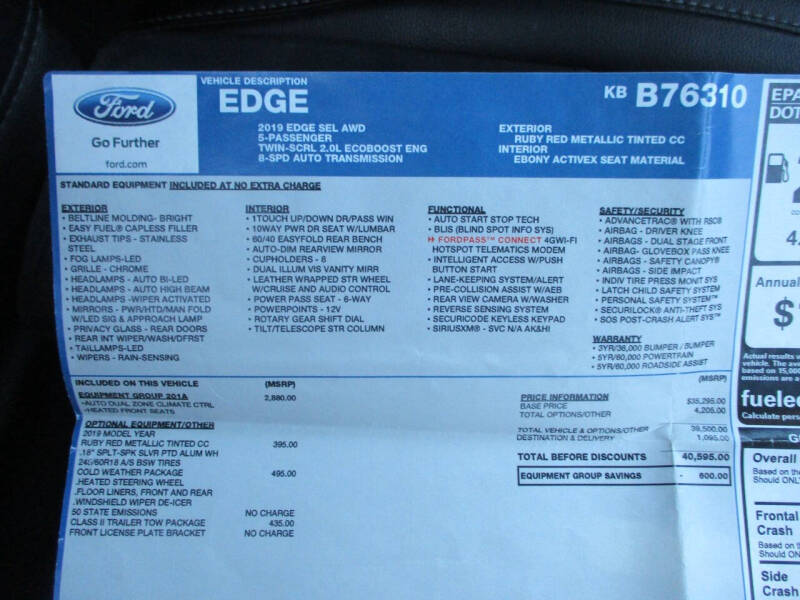 Ford
Go Further
ford.com
VEHICLE DESCRIPTION
EDGE
2019 EDGE SEL AWD
5-PASSENGER
TWIN-SCRL 2.0L ECOBOOST ENG
8-SPD AUTO TRANSMISSION
KB B76310
EXTERIOR
RUBY RED METALLIC TINTED CC
INTERIOR
EBONY ACTIVEX SEAT MATERIAL
STANDARD EQUIPMENT INCLUDED AT NO EXTRA CHARGE
EXTERIOR
• BELTLINE MOLDING- BRIGHT
• EASY FUEL® CAPLESS FILLER
• EXHAUST TIPS - STAINLESS
STEEL
• FOG LAMPS-LED
• GRILLE - CHROME
• HEADLAMPS - AUTO BI-LED
• HEADLAMPS - AUTO HIGH BEAM
• HEADLAMPS -WIPER ACTIVATED
• MIRRORS - PWR/HTD/MAN FOLD
W/LED SIG & APPROACH LAMP
• PRIVACY GLASS - REAR DOORS
• REAR INT WIPER/WASH/DFRST
• TAILLAMPS-LED
• WIPERS - RAIN-SENSING
INTERIOR
• 1TOUCH UP/DOWN DR/PASS WIN
• 10WAY PWR DR SEAT W/LUMBAR
• 60/40 EASYFOLD REAR BENCH
• AUTO-DIM REARVIEW MIRROR
• CUPHOLDERS - 8
• DUAL ILLUM VIS VANITY MIRR
• LEATHER WRAPPED STR WHEEL
W/CRUISE AND AUDIO CONTROL
• POWER PASS SEAT - 6-WAY
• POWERPOINTS - 12V
• ROTARY GEAR SHIFT DIAL
• TILT/TELESCOPE STR COLUMN
FUNCTIONAL
• AUTO START STOP TECH
• BLIS (BLIND SPOT INFO SYS)
FORDPASS™ CONNECT 4GWI-FI
HOTSPOT TELEMATICS MODEM
• INTELLIGENT ACCESS W/PUSH
BUTTON START
• LANE-KEEPING SYSTEM/ALERT
• PRE-COLLISION ASSIST W/AEB
• REAR VIEW CAMERA W/WASHER
• REVERSE SENSING SYSTEM
• SECURICODE KEYLESS KEYPAD
• SIRIUSXM® - SVC N/A AK&HI
SAFETY/SECURITY
• ADVANCETRAC® WITH RSC®
• AIRBAG - DRIVER KNEE
• AIRBAG - DUAL STAGE FRONT
• AIRBAG- GLOVEBOX PASS KNEE
• AIRBAGS - SAFETY CANOPY®
• AIRBAGS - SIDE IMPACT
• INDIV TIRE PRESS MONIT SYS
• LATCH CHILD SAFETY SYSTEM
• PERSONAL SAFETY SYSTEM™
• SECURILOCK® ANTI-THEFT SYS
• SOS POST-CRASH ALERT SYS™
WARRANTY
• 3YR/36,000 BUMPER / BUMPER
• 5YR/60,000 POWERTRAIN
• 5YR/60,000 ROADSIDE ASSIST
INCLUDED ON THIS VEHICLE (MSRP)
EQUIPMENT GROUP 201A 2,880.00
•AUTO DUAL ZONE CLIMATE CTRL
•HEATED FRONT SEATS
OPTIONAL EQUIPMENT/OTHER
2019 MODEL YEAR
RUBY RED METALLIC TINTED CC 395.00
.18" SPLT-SPK SLVR PTD ALUM WH
245/60R18 A/S BSW TIRES
COLD WEATHER PACKAGE 495.00
.HEATED STEERING WHEEL
.FLOOR LINERS, FRONT AND REAR
.WINDSHIELD WIPER DE-ICER
50 STATE EMISSIONS NO CHARGE
CLASS II TRAILER TOW PACKAGE 435.00
FRONT LICENSE PLATE BRACKET NO CHARGE
(MSRP)
PRICE INFORMATION
BASE PRICE $35,295.00
TOTAL OPTIONS/OTHER 4,205.00
TOTAL VEHICLE & OPTIONS/OTHER 39,500.00
DESTINATION & DELIVERY 1,095.00
TOTAL BEFORE DISCOUNTS 40,595.00
EQUIPMENT GROUP SAVINGS - 600.00
EPA
DOT
4.
Annual
$
Actual results
vehicle. The ave
based on 15,00
emissions are a
fuelec
Calculate pers
Overall
Based on the
Should ONL
Frontal
Crash
Based on th
Should ON
Side
Crash